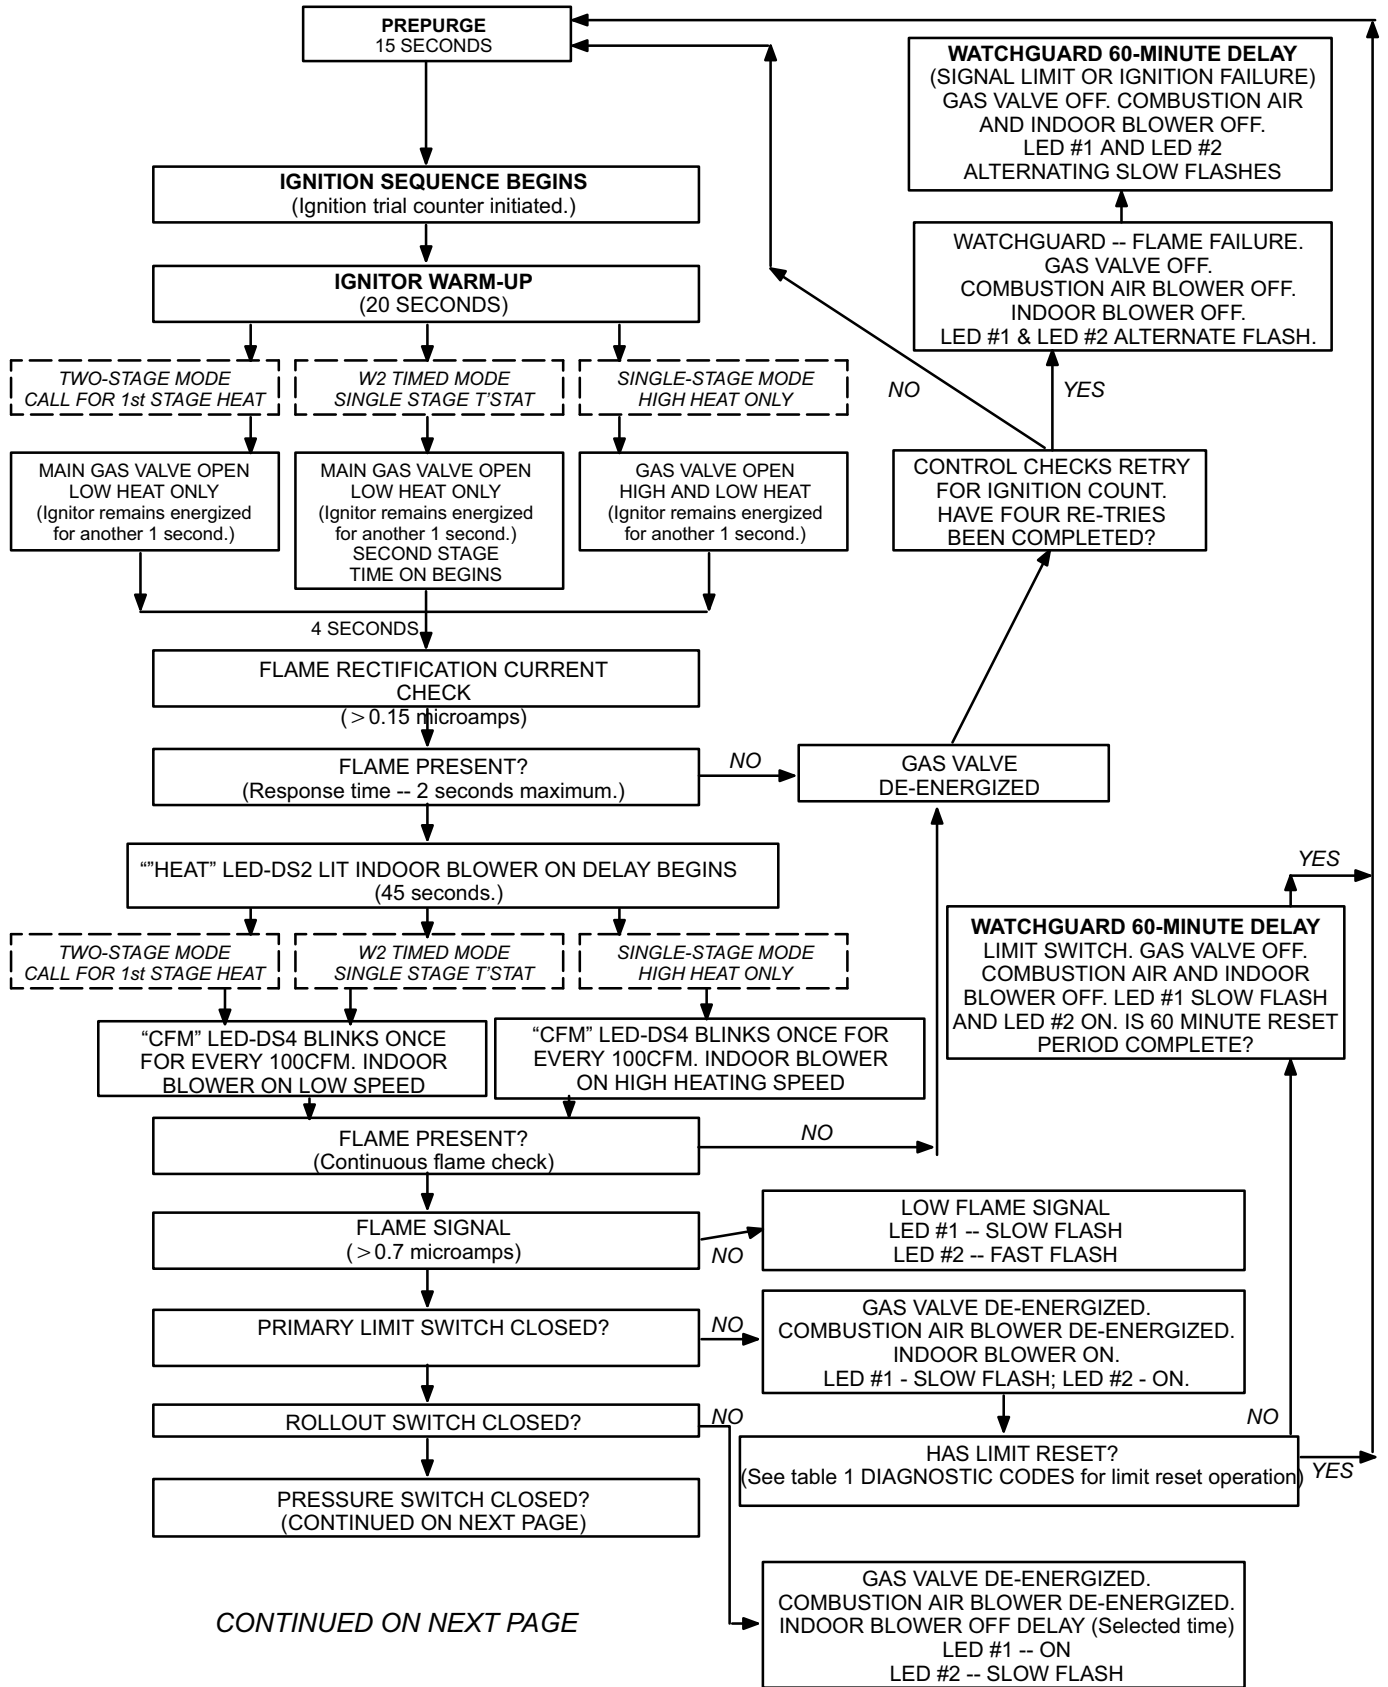 PREPURGE
15 SECONDS
WATCHGUARD 60-MINUTE DELAY
(SIGNAL LIMIT OR IGNITION FAILURE)
GAS VALVE OFF. COMBUSTION AIR
AND INDOOR BLOWER OFF.
LED #1 AND LED #2
ALTERNATING SLOW FLASHES
IGNITION SEQUENCE BEGINS
(Ignition trial counter initiated.)
WATCHGUARD -- FLAME FAILURE.
GAS VALVE OFF.
COMBUSTION AIR BLOWER OFF.
INDOOR BLOWER OFF.
LED #1 & LED #2 ALTERNATE FLASH.
IGNITOR WARM-UP
(20 SECONDS)
TWO-STAGE MODE
CALL FOR 1st STAGE HEAT
W2 TIMED MODE
SINGLE STAGE T'STAT
SINGLE-STAGE MODE
HIGH HEAT ONLY
NO
YES
MAIN GAS VALVE OPEN
LOW HEAT ONLY
(Ignitor remains energized
for another 1 second.)
MAIN GAS VALVE OPEN
LOW HEAT ONLY
(Ignitor remains energized
for another 1 second.)
SECOND STAGE
TIME ON BEGINS
GAS VALVE OPEN
HIGH AND LOW HEAT
(Ignitor remains energized
for another 1 second.)
CONTROL CHECKS RETRY
FOR IGNITION COUNT.
HAVE FOUR RE-TRIES
BEEN COMPLETED?
4 SECONDS
FLAME RECTIFICATION CURRENT
CHECK
(>0.15 microamps)
FLAME PRESENT?
(Response time -- 2 seconds maximum.)
NO
GAS VALVE
DE-ENERGIZED
“”HEAT” LED-DS2 LIT INDOOR BLOWER ON DELAY BEGINS
(45 seconds.)
YES
TWO-STAGE MODE
CALL FOR 1st STAGE HEAT
W2 TIMED MODE
SINGLE STAGE T'STAT
SINGLE-STAGE MODE
HIGH HEAT ONLY
WATCHGUARD 60-MINUTE DELAY
LIMIT SWITCH. GAS VALVE OFF.
COMBUSTION AIR AND INDOOR
BLOWER OFF. LED #1 SLOW FLASH
AND LED #2 ON. IS 60 MINUTE RESET
PERIOD COMPLETE?
“CFM” LED-DS4 BLINKS ONCE
FOR EVERY 100CFM. INDOOR
BLOWER ON LOW SPEED
“CFM” LED-DS4 BLINKS ONCE FOR
EVERY 100CFM. INDOOR BLOWER
ON HIGH HEATING SPEED
FLAME PRESENT?
(Continuous flame check)
NO
FLAME SIGNAL
(>0.7 microamps)
NO
LOW FLAME SIGNAL
LED #1 -- SLOW FLASH
LED #2 -- FAST FLASH
PRIMARY LIMIT SWITCH CLOSED?
NO
GAS VALVE DE-ENERGIZED.
COMBUSTION AIR BLOWER DE-ENERGIZED.
INDOOR BLOWER ON.
LED #1 - SLOW FLASH; LED #2 - ON.
ROLLOUT SWITCH CLOSED?
NO
NO
HAS LIMIT RESET?
(See table 1 DIAGNOSTIC CODES for limit reset operation)
YES
PRESSURE SWITCH CLOSED?
(CONTINUED ON NEXT PAGE)
GAS VALVE DE-ENERGIZED.
COMBUSTION AIR BLOWER DE-ENERGIZED.
INDOOR BLOWER OFF DELAY (Selected time)
LED #1 -- ON
LED #2 -- SLOW FLASH
CONTINUED ON NEXT PAGE